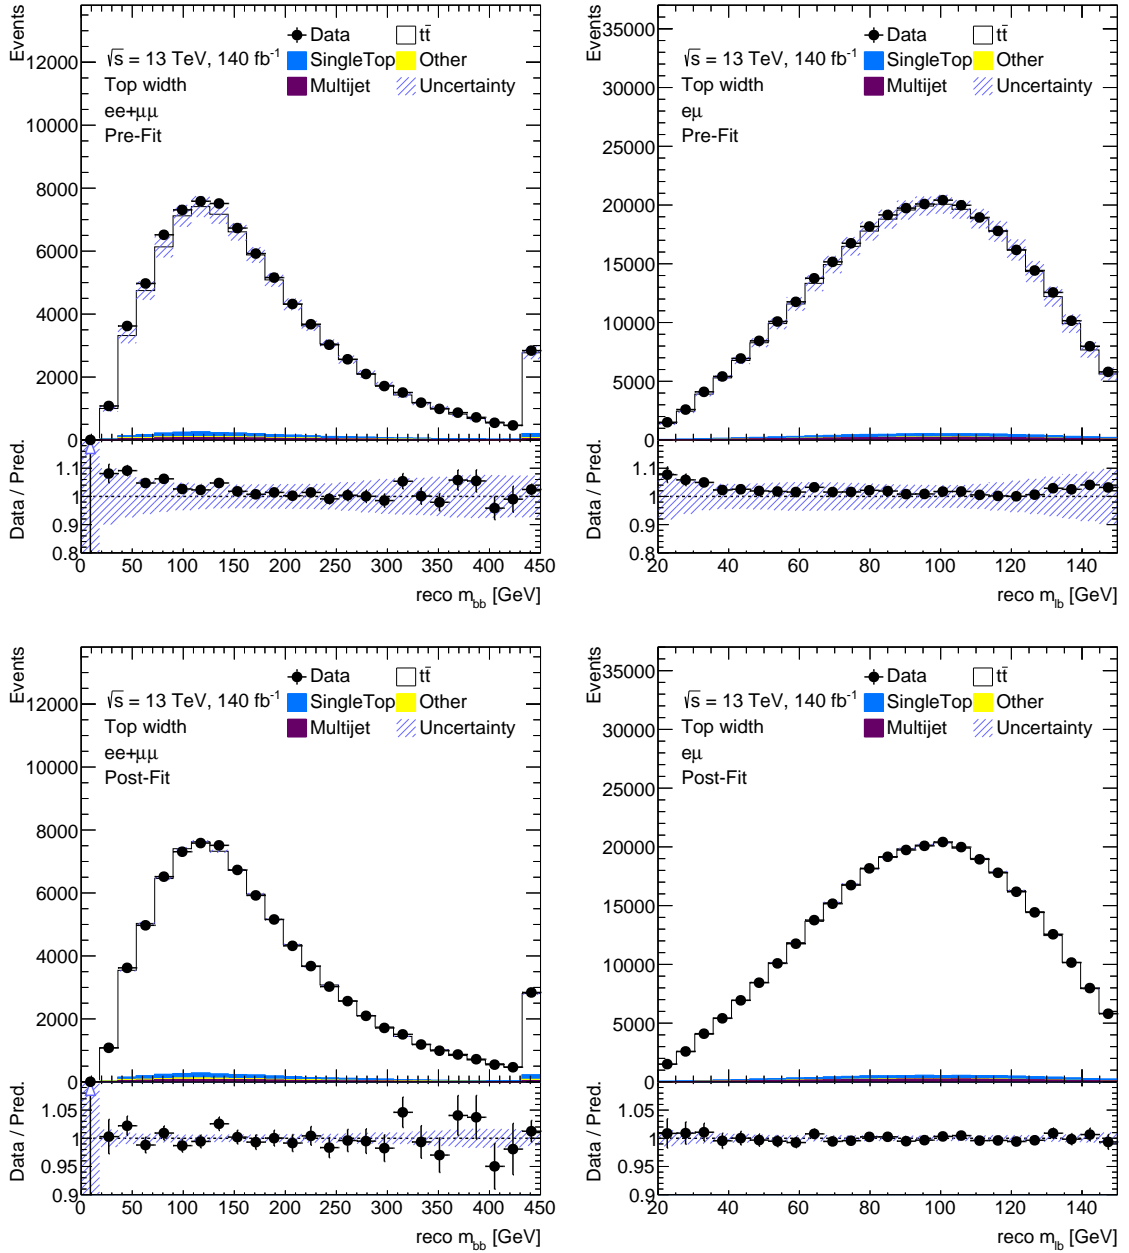 Events
12000
10000
8000
6000
4000
2000
0
√s = 13 TeV, 140 fb-1
Top width
ee+μμ
Pre-Fit
Data
tt̄
SingleTop
Other
Multijet
Uncertainty
Data / Pred.
1.1
1
0.9
0.8
0 50 100 150 200 250 300 350 400 450
reco mbb [GeV]
Events
35000
30000
25000
20000
15000
10000
5000
0
√s = 13 TeV, 140 fb-1
Top width
eμ
Pre-Fit
Data
tt̄
SingleTop
Other
Multijet
Uncertainty
Data / Pred.
1.1
1
0.9
0.8
20 40 60 80 100 120 140
reco mlb [GeV]
Events
12000
10000
8000
6000
4000
2000
0
√s = 13 TeV, 140 fb-1
Top width
ee+μμ
Post-Fit
Data
tt̄
SingleTop
Other
Multijet
Uncertainty
Data / Pred.
1.05
1
0.95
0.9
0 50 100 150 200 250 300 350 400 450
reco mbb [GeV]
Events
35000
30000
25000
20000
15000
10000
5000
0
√s = 13 TeV, 140 fb-1
Top width
eμ
Post-Fit
Data
tt̄
SingleTop
Other
Multijet
Uncertainty
Data / Pred.
1.05
1
0.95
0.9
20 40 60 80 100 120 140
reco mlb [GeV]